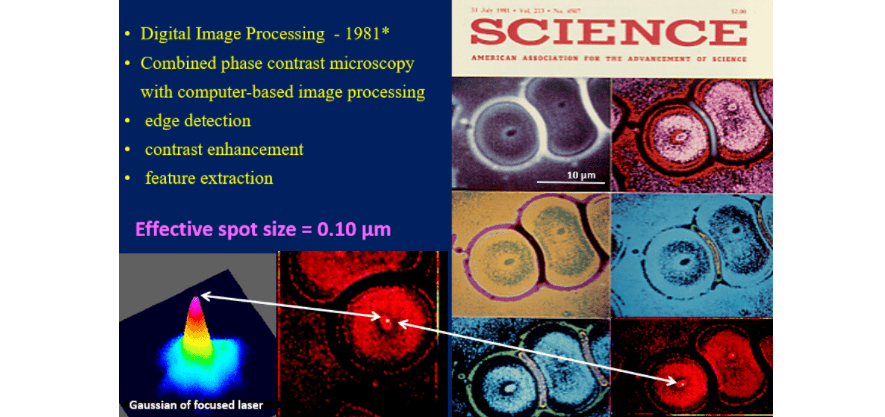 • Digital Image Processing - 1981*
• Combined phase contrast microscopy
with computer-based image processing
• edge detection
• contrast enhancement
• feature extraction
Effective spot size = 0.10 µm
Gaussian of focused laser
31 July 1981 • Vol. 213 • No. 4507
$2.00
SCIENCE
AMERICAN ASSOCIATION FOR THE ADVANCEMENT OF SCIENCE
10 µm